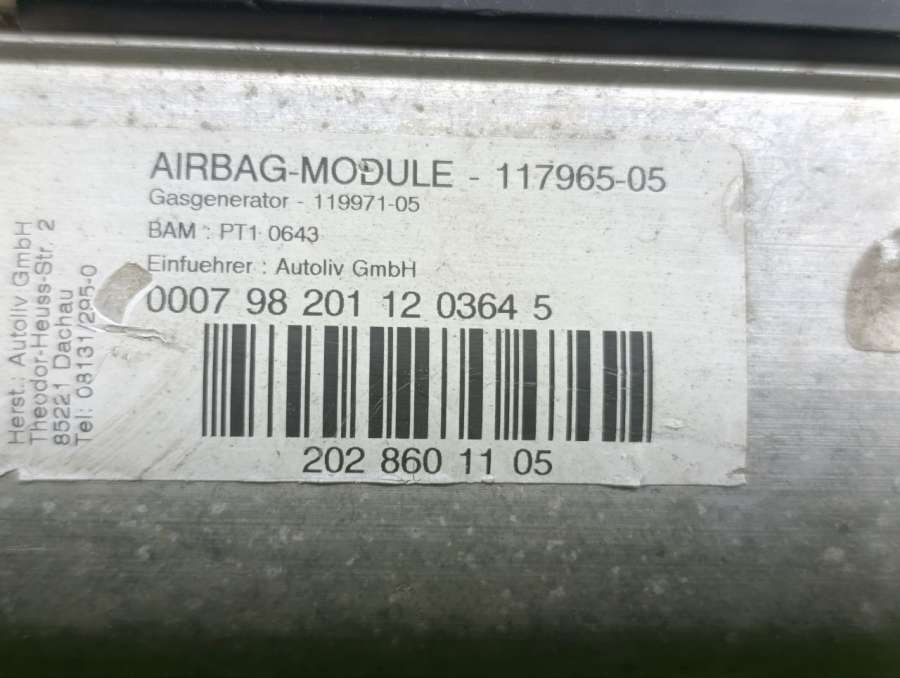 AIRBAG-MODULE - 117965-05
Gasgenerator - 119971-05
BAM : PT1 0643
Einfuehrer : Autoliv GmbH
0007 98 201 12 0364 5
202 860 11 05
Herst.: Autoliv GmbH
Theodor-Heuss-Str. 2
85221 Dachau
Tel: 08131/295-0